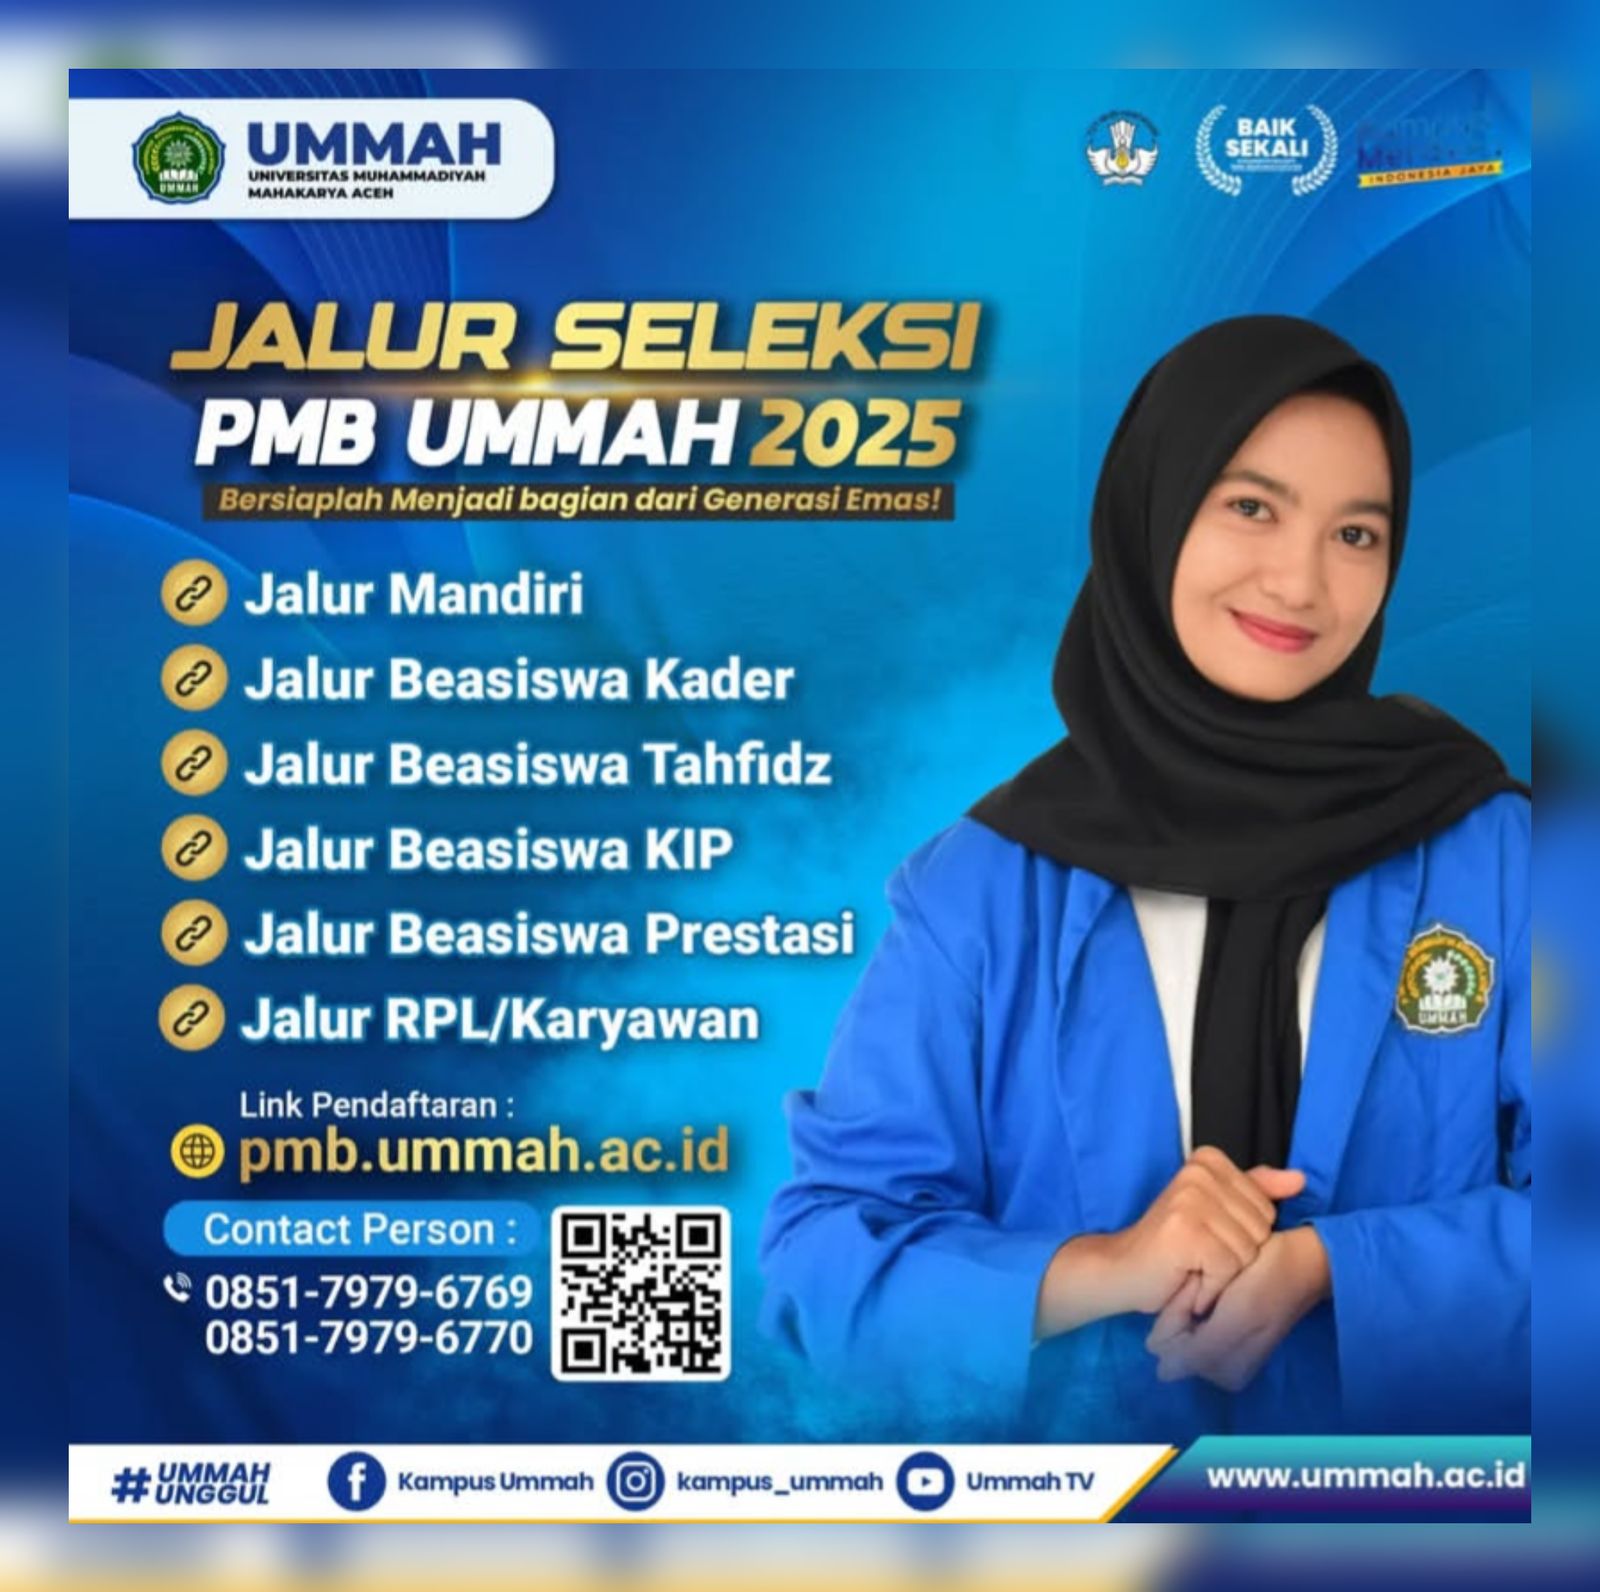 UMMAH
UNIVERSITAS MUHAMMADIYAH
MAHAKARYA ACEH
BAIK
SEKALI
INDONESIA JAYA
JALUR SELEKSI
PMB UMMAH 2025
Bersiaplah Menjadi bagian dari Generasi Emas!
Jalur Mandiri
Jalur Beasiswa Kader
Jalur Beasiswa Tahfidz
Jalur Beasiswa KIP
Jalur Beasiswa Prestasi
Jalur RPL/Karyawan
Link Pendaftaran :
pmb.ummah.ac.id
Contact Person :
0851-7979-6769
0851-7979-6770
UMMAH
#UMMAH
UNGGUL
Kampus Ummah
kampus_ummah
Ummah TV
www.ummah.ac.id